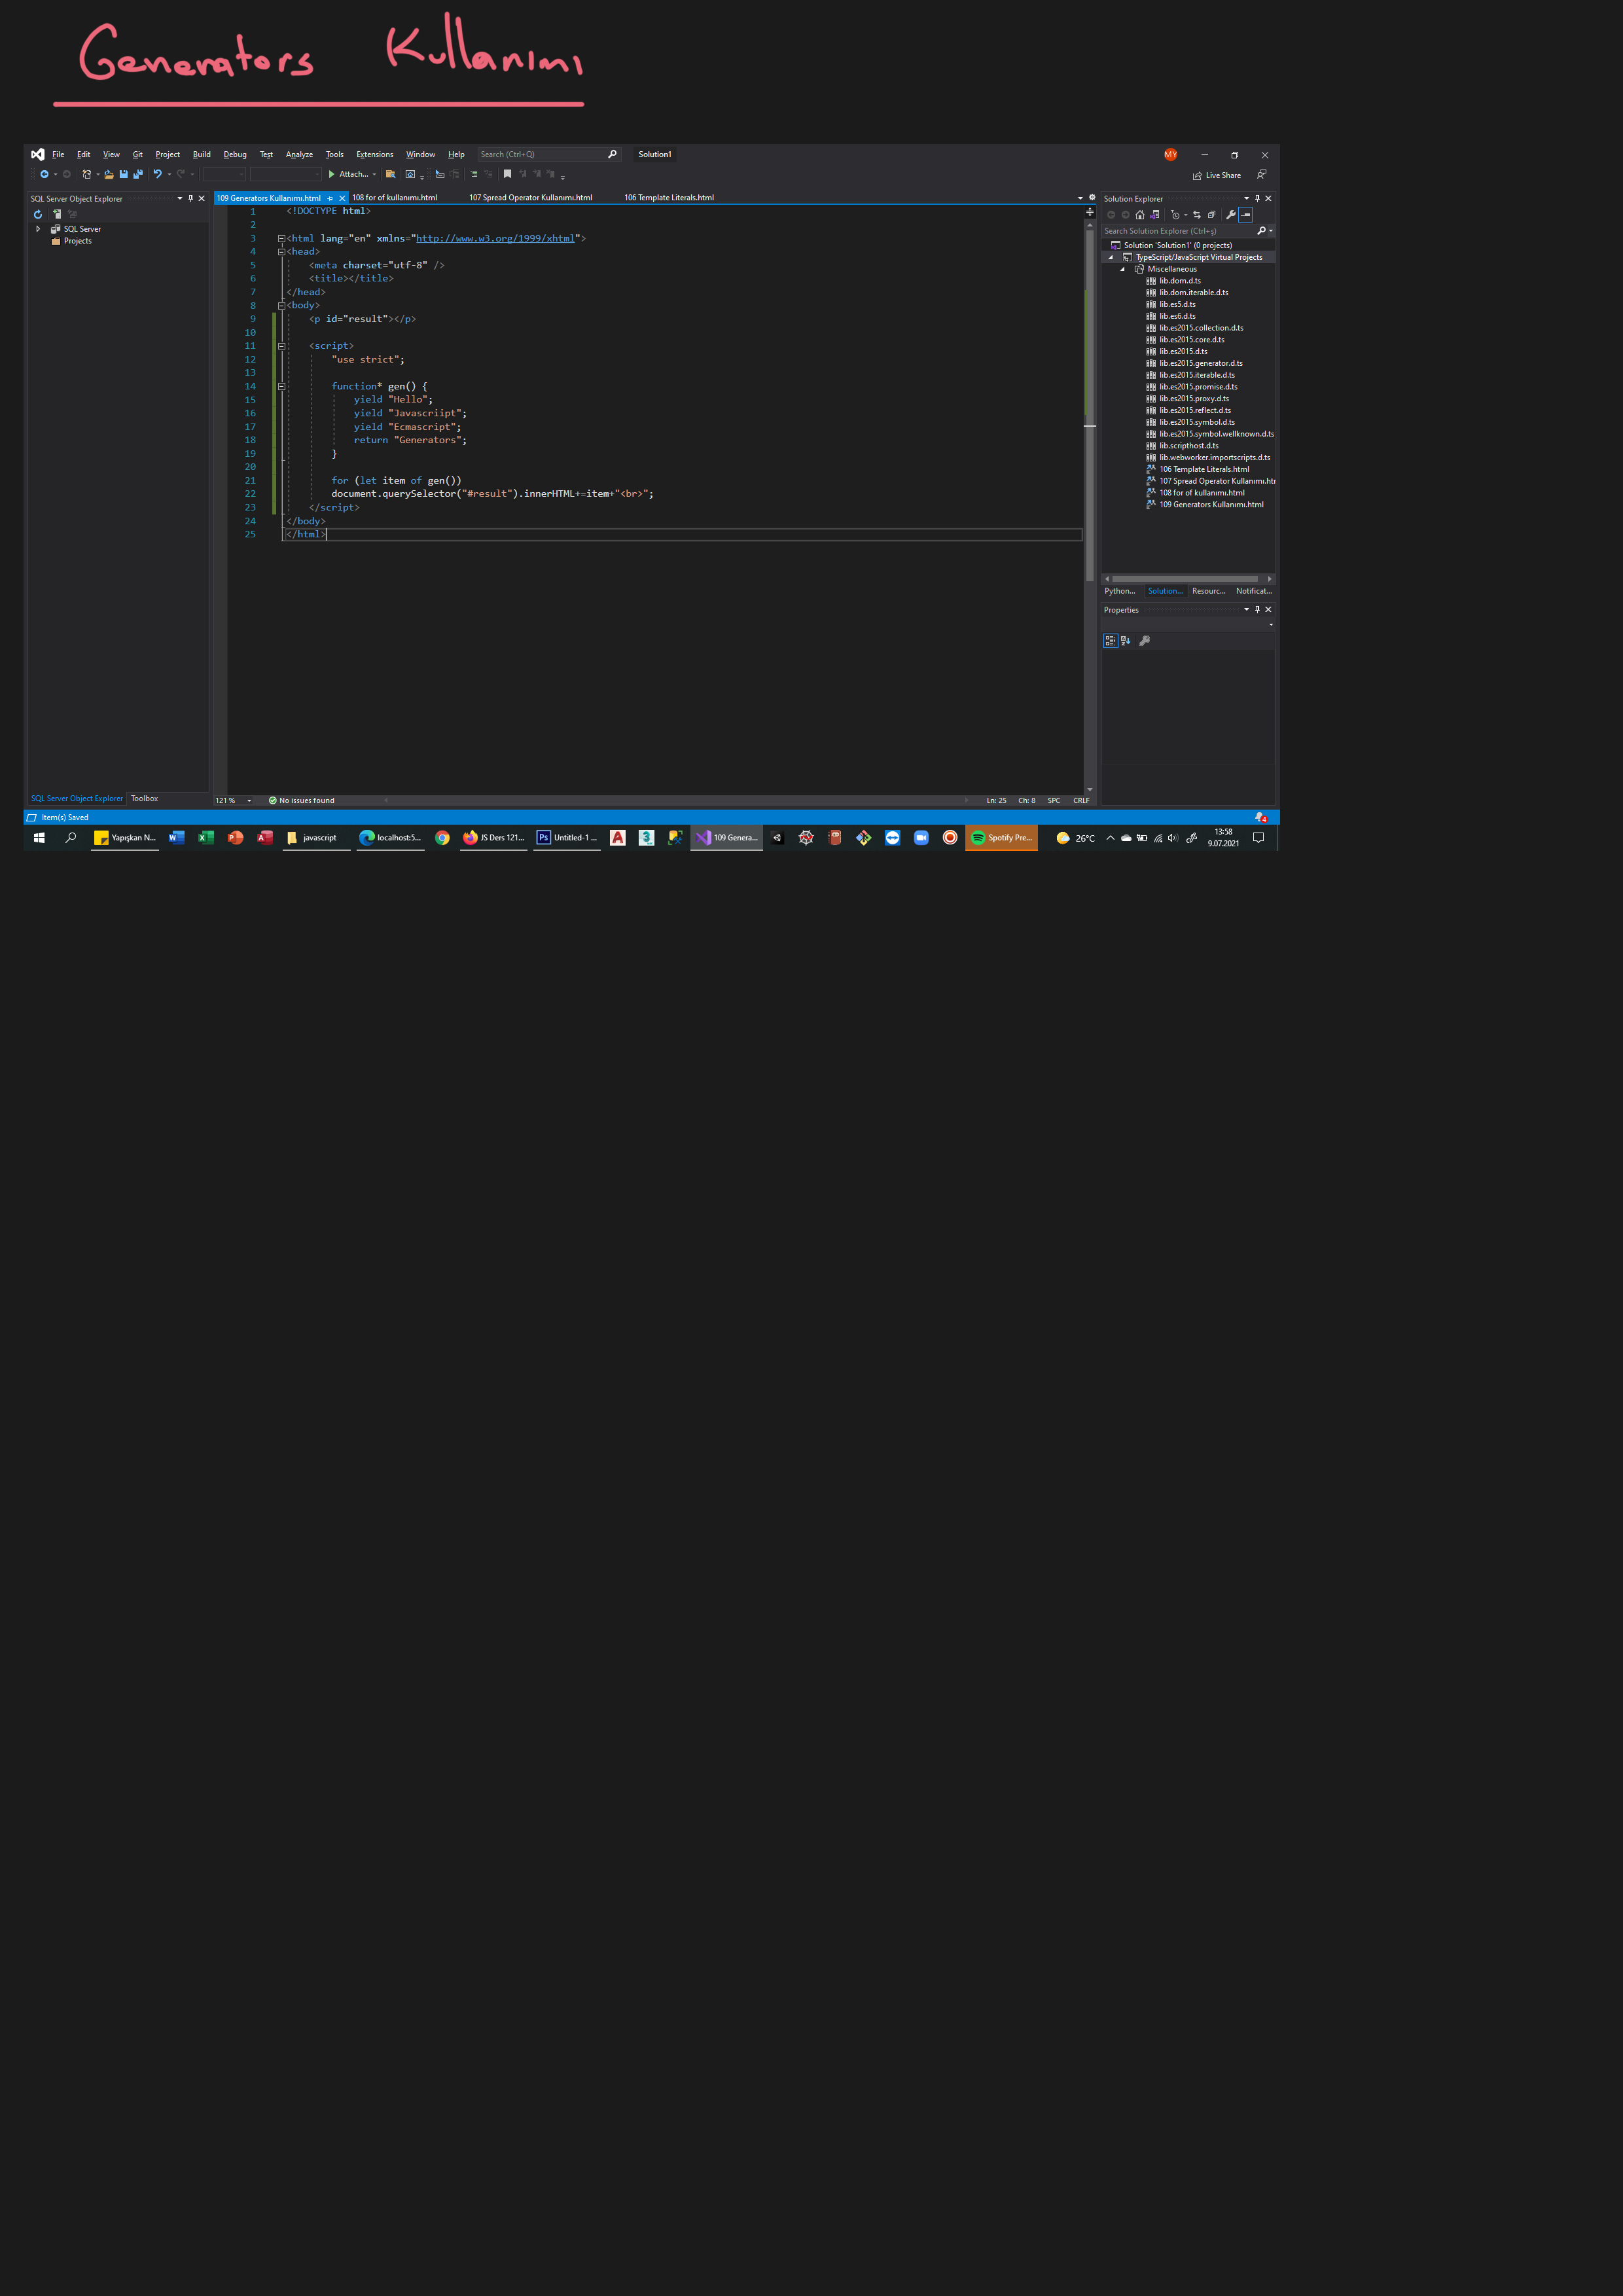 Generators Kullanımı
File Edit View Git Project Build Debug Test Analyze Tools Extensions Window Help Search (Ctrl+Q) Solution1 MY
Attach... Live Share
SQL Server Object Explorer
SQL Server
Projects
SQL Server Object Explorer Toolbox
109 Generators Kullanımı.html 108 for of kullanımı.html 107 Spread Operator Kullanımı.html 106 Template Literals.html
1 <!DOCTYPE html>
2
3 <html lang="en" xmlns="http://www.w3.org/1999/xhtml">
4 <head>
5 <meta charset="utf-8" />
6 <title></title>
7 </head>
8 <body>
9 <p id="result"></p>
10
11 <script>
12 "use strict";
13
14 function* gen() {
15 yield "Hello";
16 yield "Javascriipt";
17 yield "Ecmascript";
18 return "Generators";
19 }
20
21 for (let item of gen())
22 document.querySelector("#result").innerHTML+=item+"<br>";
23 </script>
24 </body>
25 </html>
121 % No issues found Ln: 25 Ch: 8 SPC CRLF
Solution Explorer
Search Solution Explorer (Ctrl+ş)
Solution 'Solution1' (0 projects)
TypeScript/JavaScript Virtual Projects
Miscellaneous
lib.dom.d.ts
lib.dom.iterable.d.ts
lib.es5.d.ts
lib.es6.d.ts
lib.es2015.collection.d.ts
lib.es2015.core.d.ts
lib.es2015.d.ts
lib.es2015.generator.d.ts
lib.es2015.iterable.d.ts
lib.es2015.promise.d.ts
lib.es2015.proxy.d.ts
lib.es2015.reflect.d.ts
lib.es2015.symbol.d.ts
lib.es2015.symbol.wellknown.d.ts
lib.scripthost.d.ts
lib.webworker.importscripts.d.ts
106 Template Literals.html
107 Spread Operator Kullanımı.htr
108 for of kullanımı.html
109 Generators Kullanımı.html
Python... Solution... Resourc... Notificat...
Properties
Item(s) Saved 4
Yapışkan N... javascript localhost:5... JS Ders 121... Ps Untitled-1 ... 109 Genera... Spotify Pre... 26°C 13:58
9.07.2021